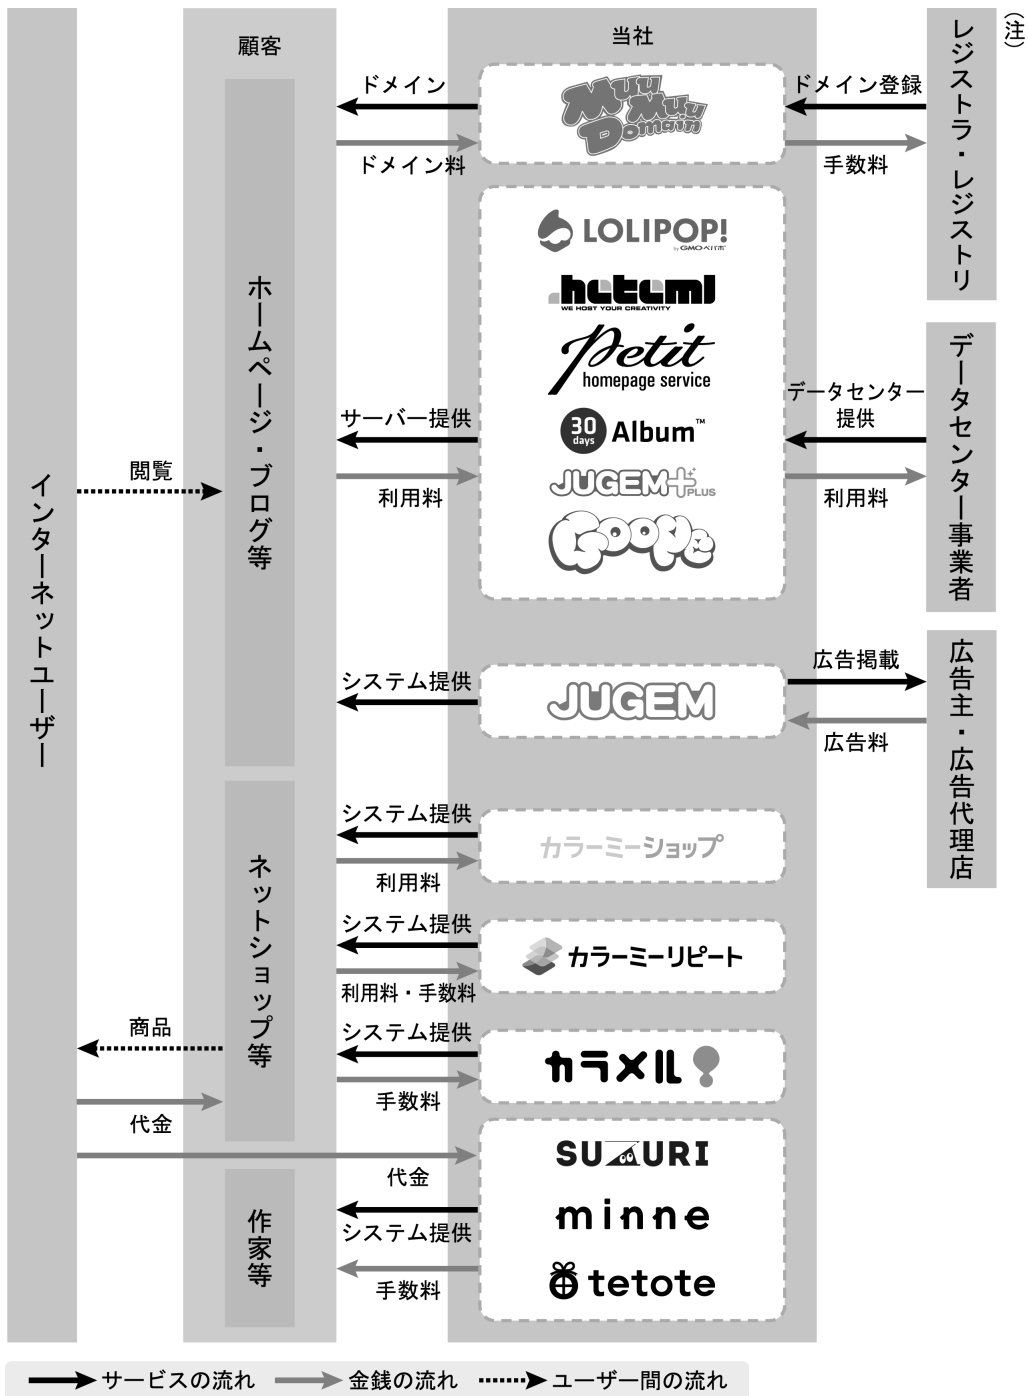 顧客
当社
(注)
レジストラ・レジストリ
ドメイン
Muu Muu Domain
ドメイン登録
ドメイン料
手数料
LOLIPOP!
by GMOペパボ
heteml
WE HOST YOUR CREATIVITY
Petit
homepage service
30 days Album™
JUGEM PLUS
Goope
ホームページ・ブログ等
サーバー提供
利用料
データセンター
提供
利用料
データセンター事業者
閲覧
インターネットユーザー
システム提供
JUGEM
広告掲載
広告料
広告主・広告代理店
システム提供
カラーミーショップ
利用料
ネットショップ等
システム提供
カラーミーリピート
利用料・手数料
商品
システム提供
カラメル
手数料
代金
代金
SUZURI
minne
tetote
作家等
システム提供
手数料
サービスの流れ
金銭の流れ
ユーザー間の流れ